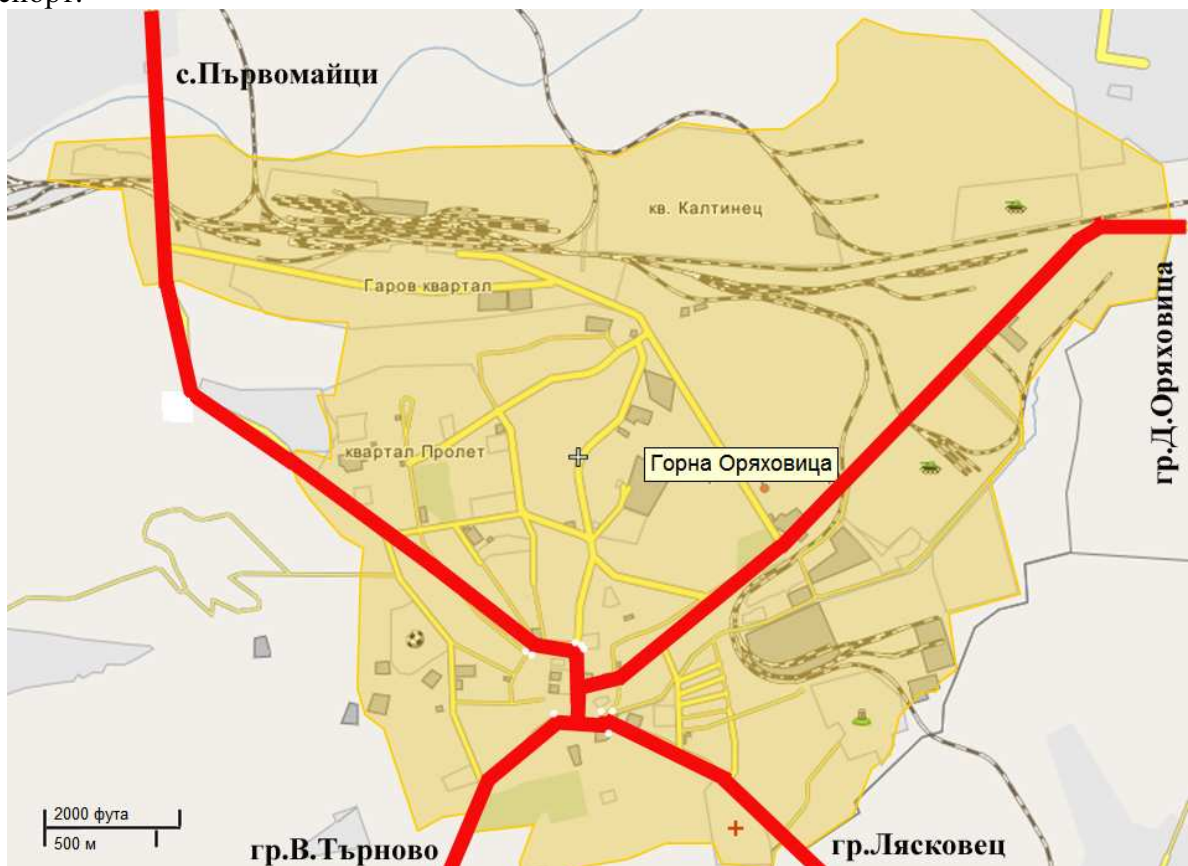 с.Първомайци
кв. Калтинец
Гаров квартал
гр.Д.Оряховица
квартал Пролет
Горна Оряховица
2000 фута
500 м
гр.В.Търново
гр.Лясковец